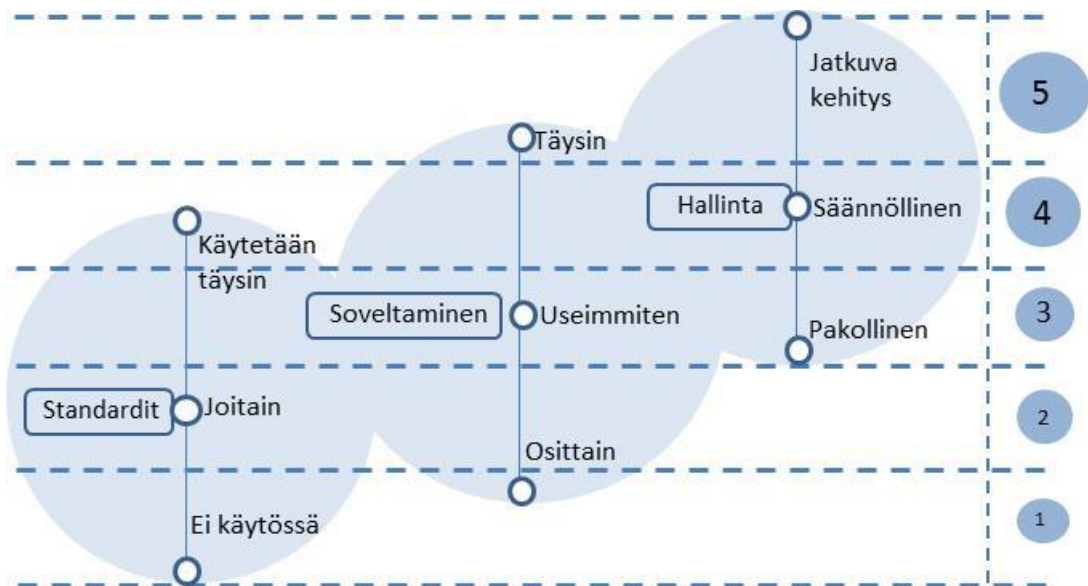 Jatkuva
kehitys
5
Täysin
Hallinta
Säännöllinen
4
Käytetään
täysin
Soveltaminen
Useimmiten
3
Pakollinen
Standardit
Joitain
2
Osittain
Ei käytössä
1